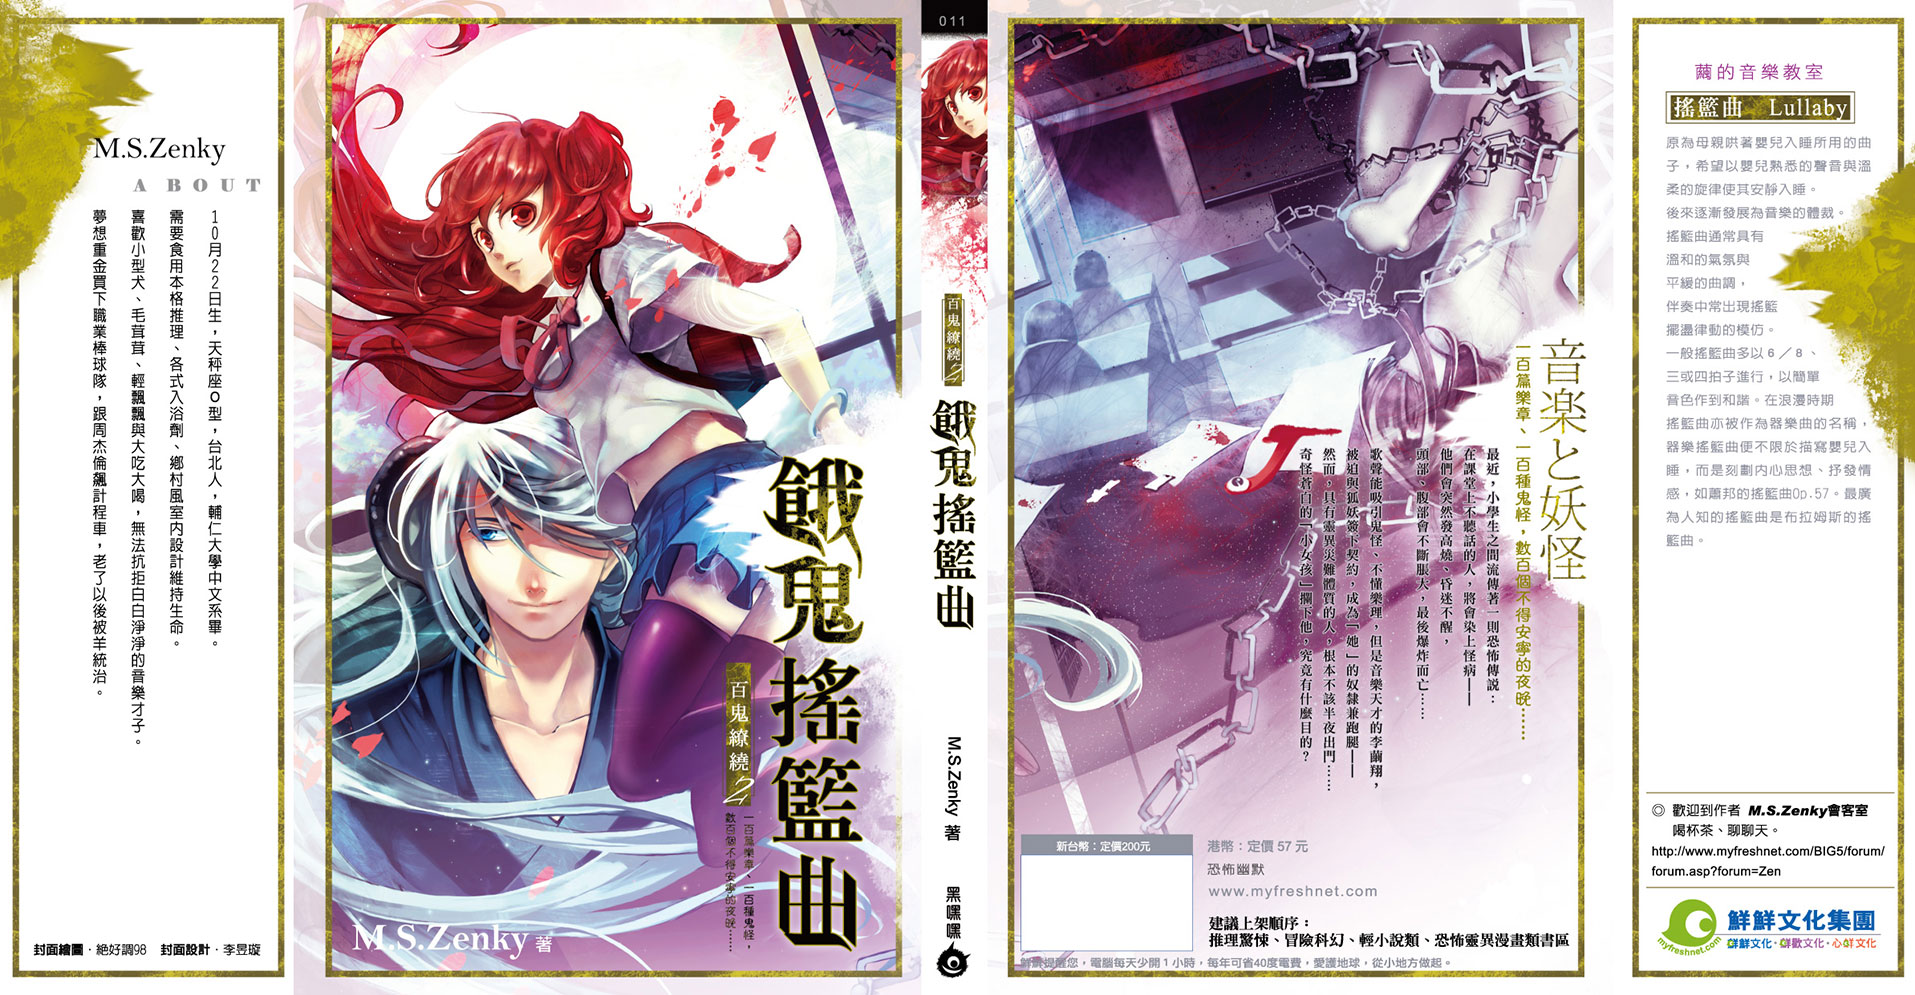 M.S.Zenky
ABOUT
10月22日生，天秤座O型，台北人，輔仁大學中文系畢。
需要食用本格推理、各式入浴劑、鄉村風室內設計維持生命。
喜歡小型犬、毛茸茸、輕飄飄與大吃大喝，無法抗拒白白淨淨的音樂才子。
夢想重金買下職業棒球隊，跟周杰倫飆計程車，老了以後被羊統治。
封面繪圖．絕好調98　封面設計．李昱璇
餓鬼搖籃曲
百鬼繚繞2
一百篇樂章、一百種鬼怪，
數百個不得安寧的夜晚……
M.S.Zenky 著
011
百鬼繚繞2
餓鬼搖籃曲
M.S.Zenky 著
黑嘿嘿
音楽と妖怪
一百篇樂章、一百種鬼怪，數百個不得安寧的夜晚……
最近，小學生之間流傳著一則恐怖傳說：
在課堂上不聽話的人，將會染上怪病——
他們會突然發高燒、昏迷不醒，
頭部、腹部會不斷脹大，最後爆炸而亡……
歌聲能吸引鬼怪、不懂樂理，但是音樂天才的李繭翔，
被迫與狐妖簽下契約，成為「她」的奴隸兼跑腿——
然而，具有靈異災難體質的人，根本不該半夜出門……
奇怪蒼白的「小女孩」攔下他，究竟有什麼目的？
新台幣：定價200元
港幣：定價 57 元
恐怖幽默
www.myfreshnet.com
建議上架順序：
推理驚悚、冒險科幻、輕小說類、恐怖靈異漫畫類書區
鮮鮮提醒您，電腦每天少開1小時，每年可省40度電費，愛護地球，從小地方做起。
繭的音樂教室
搖籃曲　Lullaby
原為母親哄著嬰兒入睡所用的曲
子，希望以嬰兒熟悉的聲音與溫
柔的旋律使其安靜入睡。
後來逐漸發展為音樂的體裁。
搖籃曲通常具有
溫和的氣氛與
平緩的曲調，
伴奏中常出現搖籃
擺盪律動的模仿。
一般搖籃曲多以6／8、
三或四拍子進行，以簡單
音色作到和諧。在浪漫時期
搖籃曲亦被作為器樂曲的名稱，
器樂搖籃曲便不限於描寫嬰兒入
睡，而是刻劃內心思想、抒發情
感，如蕭邦的搖籃曲Op.57。最廣
為人知的搖籃曲是布拉姆斯的搖
籃曲。
◎ 歡迎到作者 M.S.Zenky會客室
喝杯茶、聊聊天。
http://www.myfreshnet.com/BIG5/forum/
forum.asp?forum=Zen
myfreshnet.com
鮮鮮文化集團
鮮鮮文化・鮮歡文化・心鮮文化